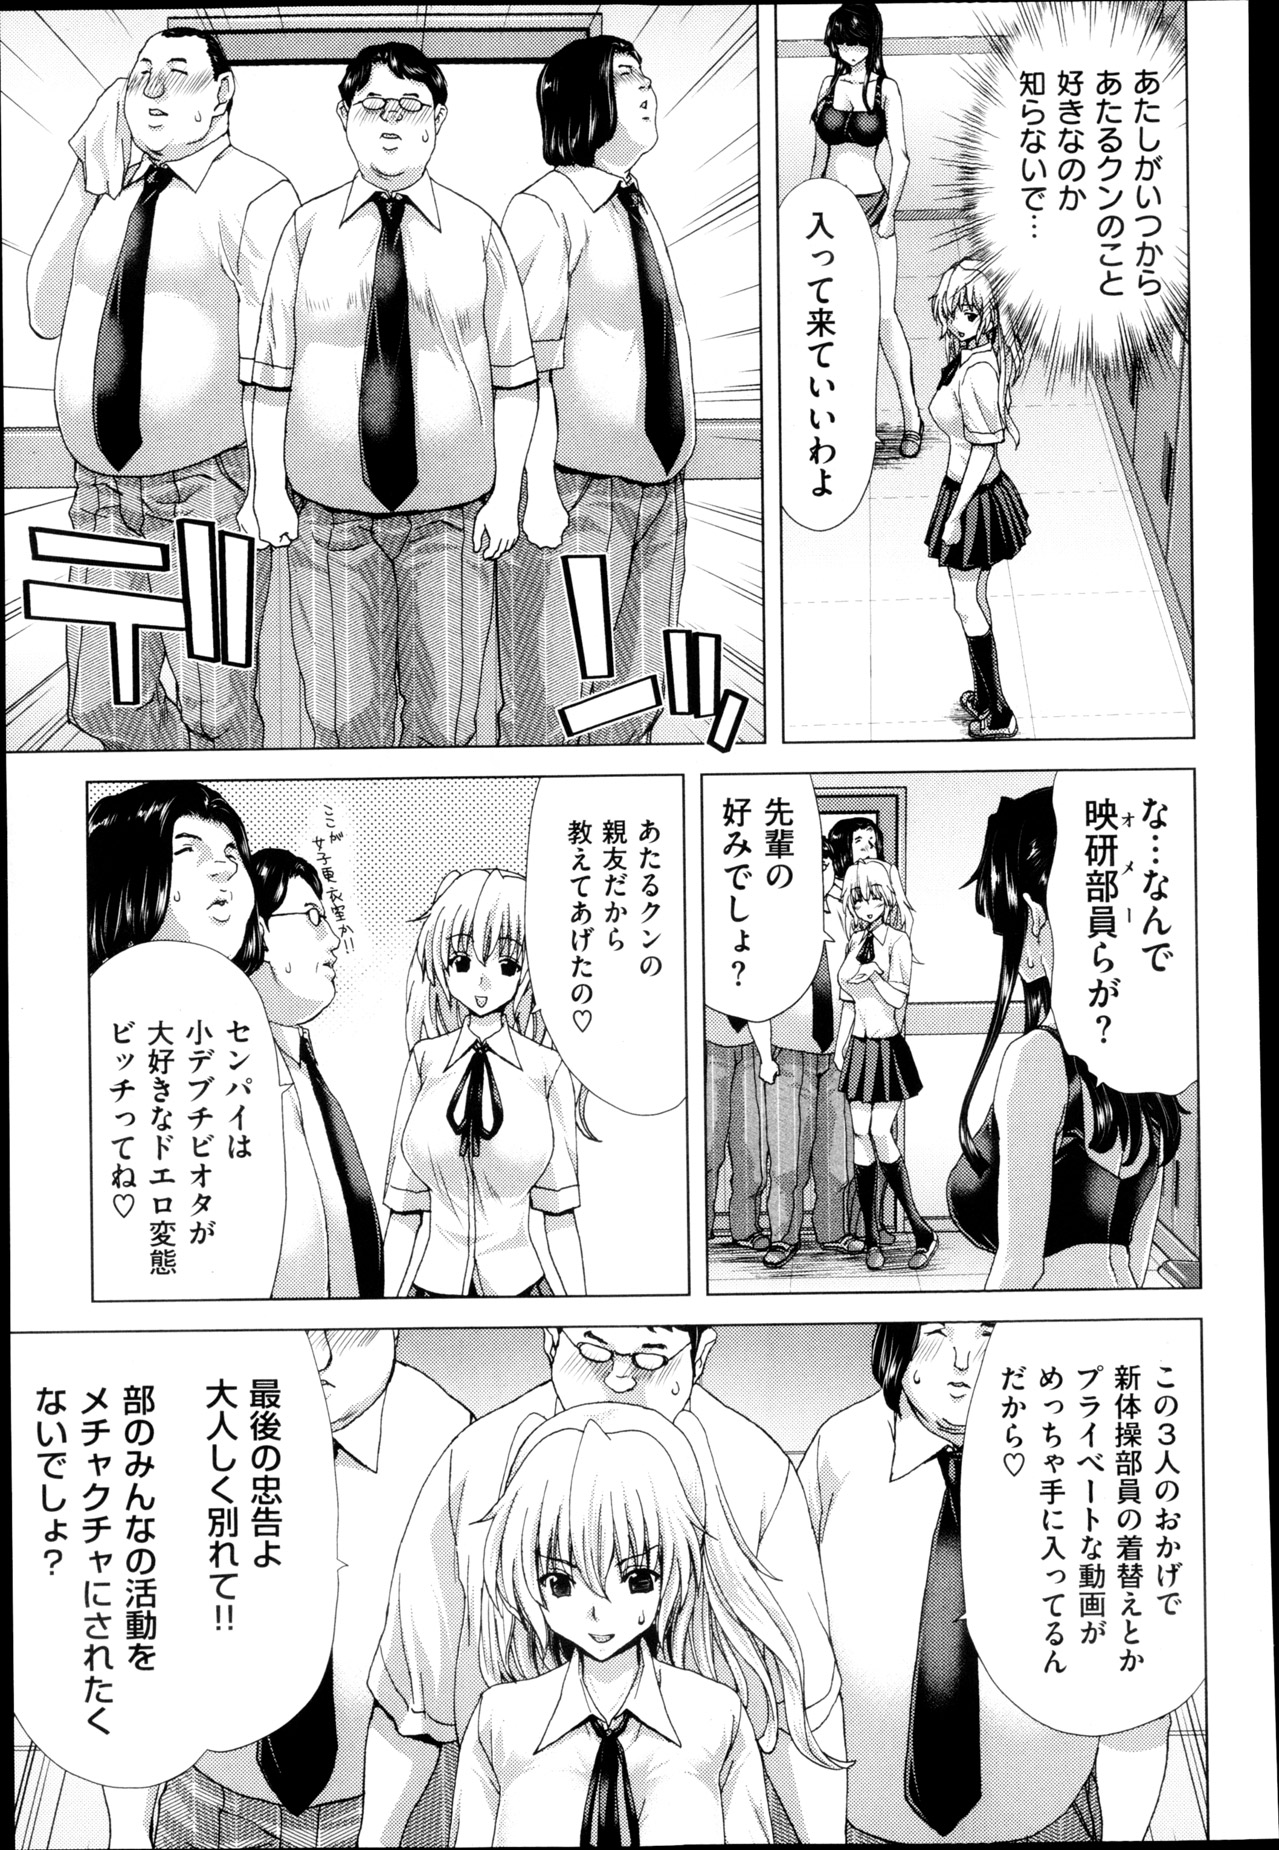 あたしがいつから
あたるクンのこと
好きなのか
知らないで…
入って来ていいわよ
デブーン
な…なんで
映研部員らが？
オメー
先輩の
好みでしょ？
あたるクンの
親友だから
教えてあげたの♡
ここが
女子更衣室か!!
センパイは
小デブチビオタが
大好きなドエロ変態
ビッチってね♡
この３人のおかげで
新体操部員の着替えとか
プライベートな動画が
めっちゃ手に入ってるん
だから♡
最後の忠告よ
大人しく別れて!!
部のみんなの活動を
メチャクチャにされたく
ないでしょ？